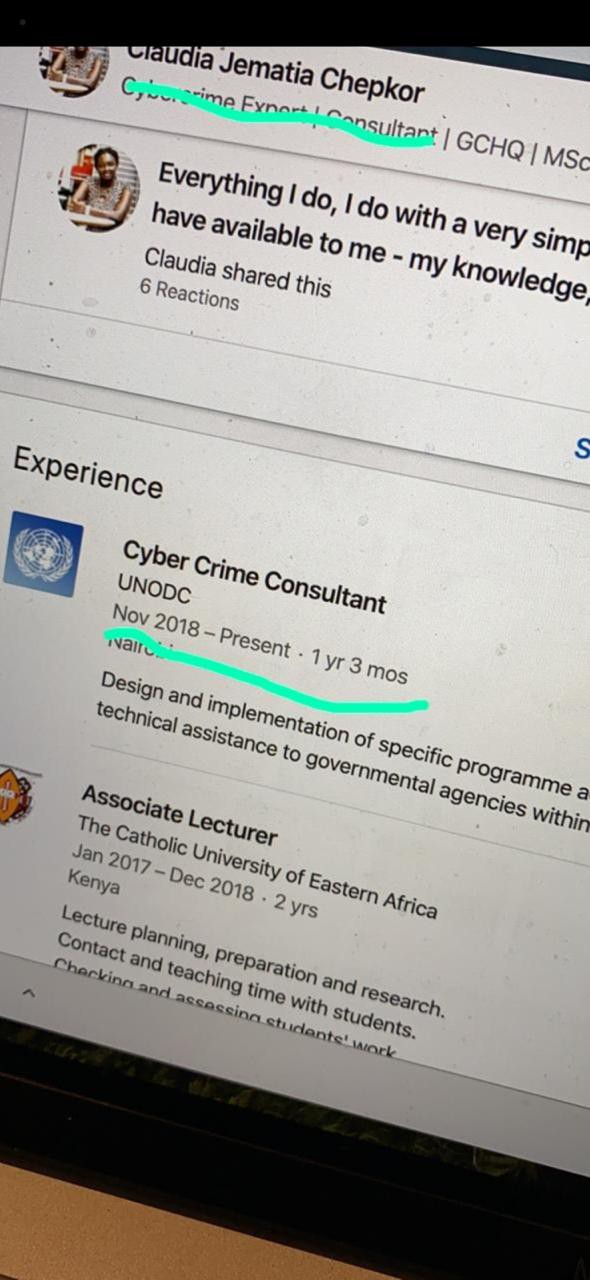 Claudia Jematia Chepkor
Cybercrime Expert | Consultant | GCHQ | MSc
Everything I do, I do with a very simp
have available to me - my knowledge,
Claudia shared this
6 Reactions
S
Experience
Cyber Crime Consultant
UNODC
Nov 2018 – Present · 1 yr 3 mos
Nairobi
Design and implementation of specific programme a
technical assistance to governmental agencies within
Associate Lecturer
The Catholic University of Eastern Africa
Jan 2017 – Dec 2018 · 2 yrs
Kenya
Lecture planning, preparation and research.
Contact and teaching time with students.
Checking and assessing students' work